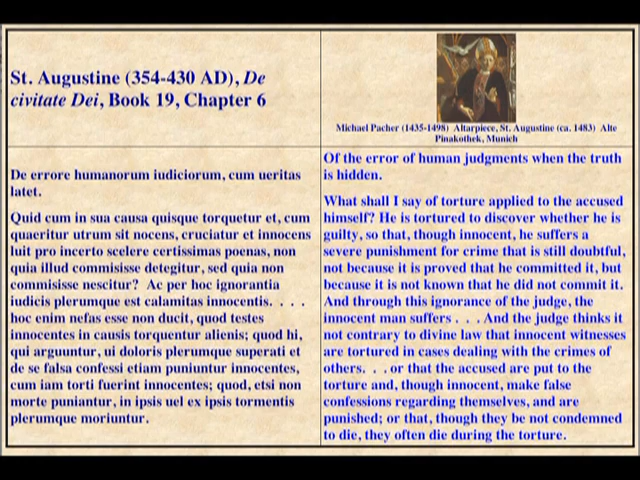 St. Augustine (354-430 AD), De
civitate Dei, Book 19, Chapter 6
Michael Pacher (1435-1498) Altarpiece, St. Augustine (ca. 1483) Alte
Pinakothek, Munich
De errore humanorum iudiciorum, cum ueritas
latet.
Quid cum in sua causa quisque torquetur et, cum
quaeritur utrum sit nocens, cruciatur et innocens
luit pro incerto scelere certissimas poenas, non
quia illud commisisse detegitur, sed quia non
commisisse nescitur? Ac per hoc ignorantia
iudicis plerumque est calamitas innocentis. . . .
hoc enim nefas esse non ducit, quod testes
innocentes in causis torquentur alienis; quod hi,
qui arguuntur, ui doloris plerumque superati et
de se falsa confessi etiam puniuntur innocentes,
cum iam torti fuerint innocentes; quod, etsi non
morte puniantur, in ipsis uel ex ipsis tormentis
plerumque moriuntur.
Of the error of human judgments when the truth
is hidden.
What shall I say of torture applied to the accused
himself? He is tortured to discover whether he is
guilty, so that, though innocent, he suffers a
severe punishment for crime that is still doubtful,
not because it is proved that he committed it, but
because it is not known that he did not commit it.
And through this ignorance of the judge, the
innocent man suffers . . . And the judge thinks it
not contrary to divine law that innocent witnesses
are tortured in cases dealing with the crimes of
others. . . or that the accused are put to the
torture and, though innocent, make false
confessions regarding themselves, and are
punished; or that, though they be not condemned
to die, they often die during the torture.